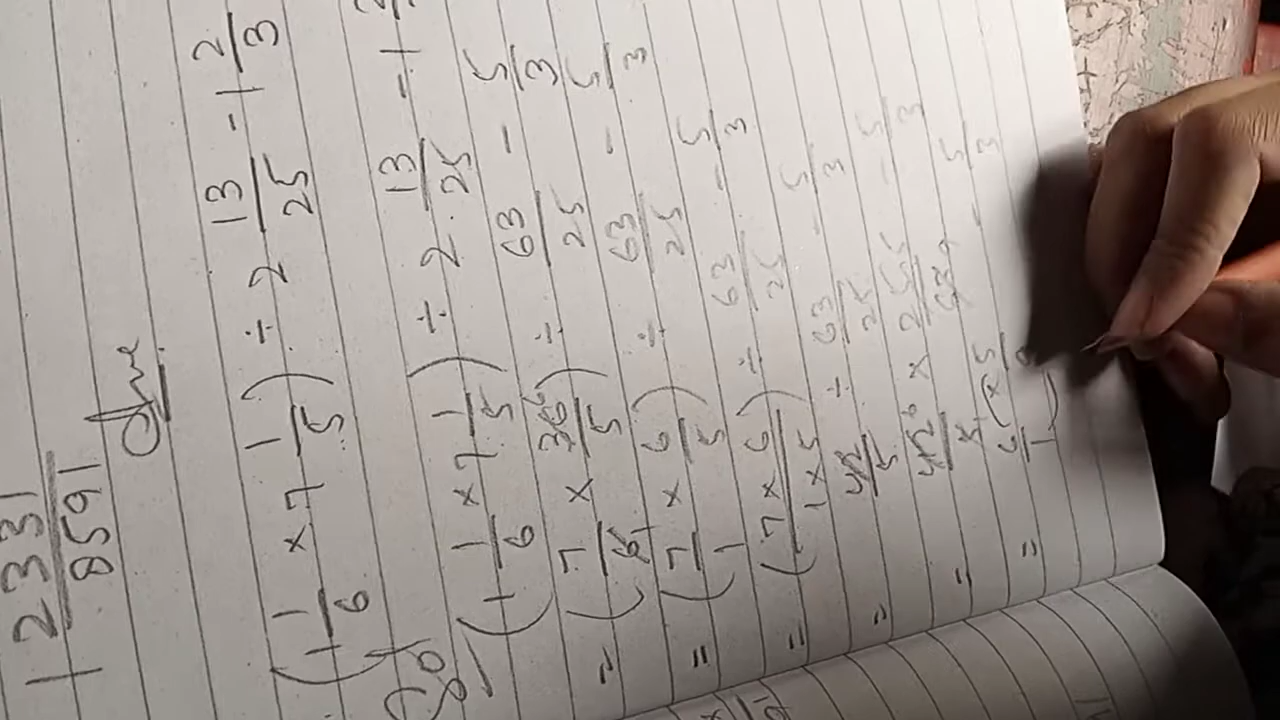 1 2331/8591
Ans
(1 1/6 × 7 1/5) ÷ 2 13/25 - 1 2/3
Sol
(1 1/6 × 7 1/5) ÷ 2 13/25 - 1
= (7/6 × 36/5) ÷ 63/25 - 5/3
= (7/1 × 6/5) ÷ 63/25 - 5/3
= (7 × 6)/(1 × 5) ÷ 63/25 - 5/3
= 42/5 ÷ 63/25 - 5/3
= 42/5 × 25/63 - 5/3
=